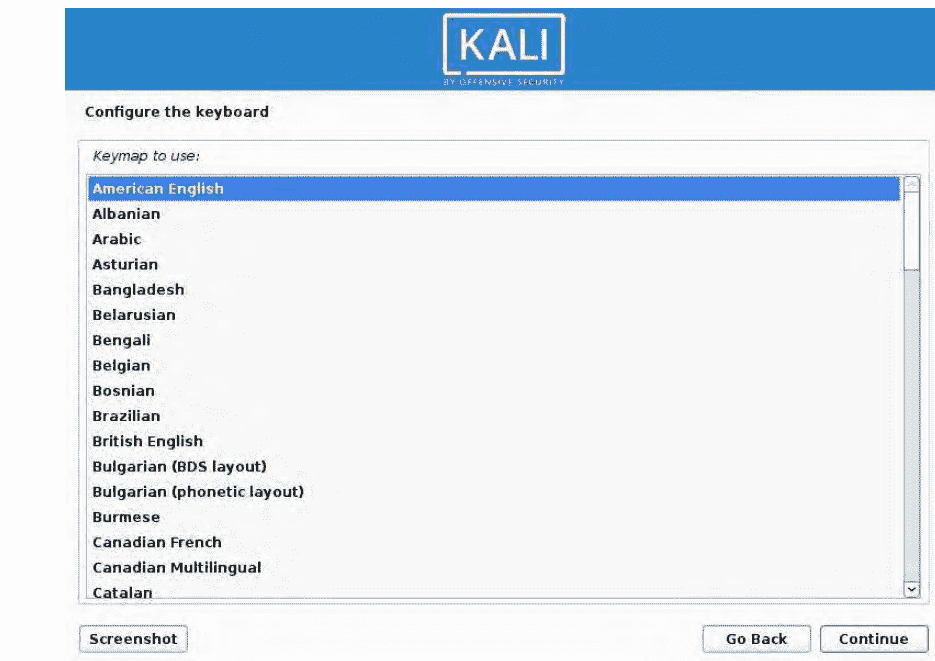 KALI
BY OFFENSIVE SECURITY
Configure the keyboard
Keymap to use:
American English
Albanian
Arabic
Asturian
Bangladesh
Belarusian
Bengali
Belgian
Bosnian
Brazilian
British English
Bulgarian (BDS layout)
Bulgarian (phonetic layout)
Burmese
Canadian French
Canadian Multilingual
Catalan
Screenshot
Go Back
Continue